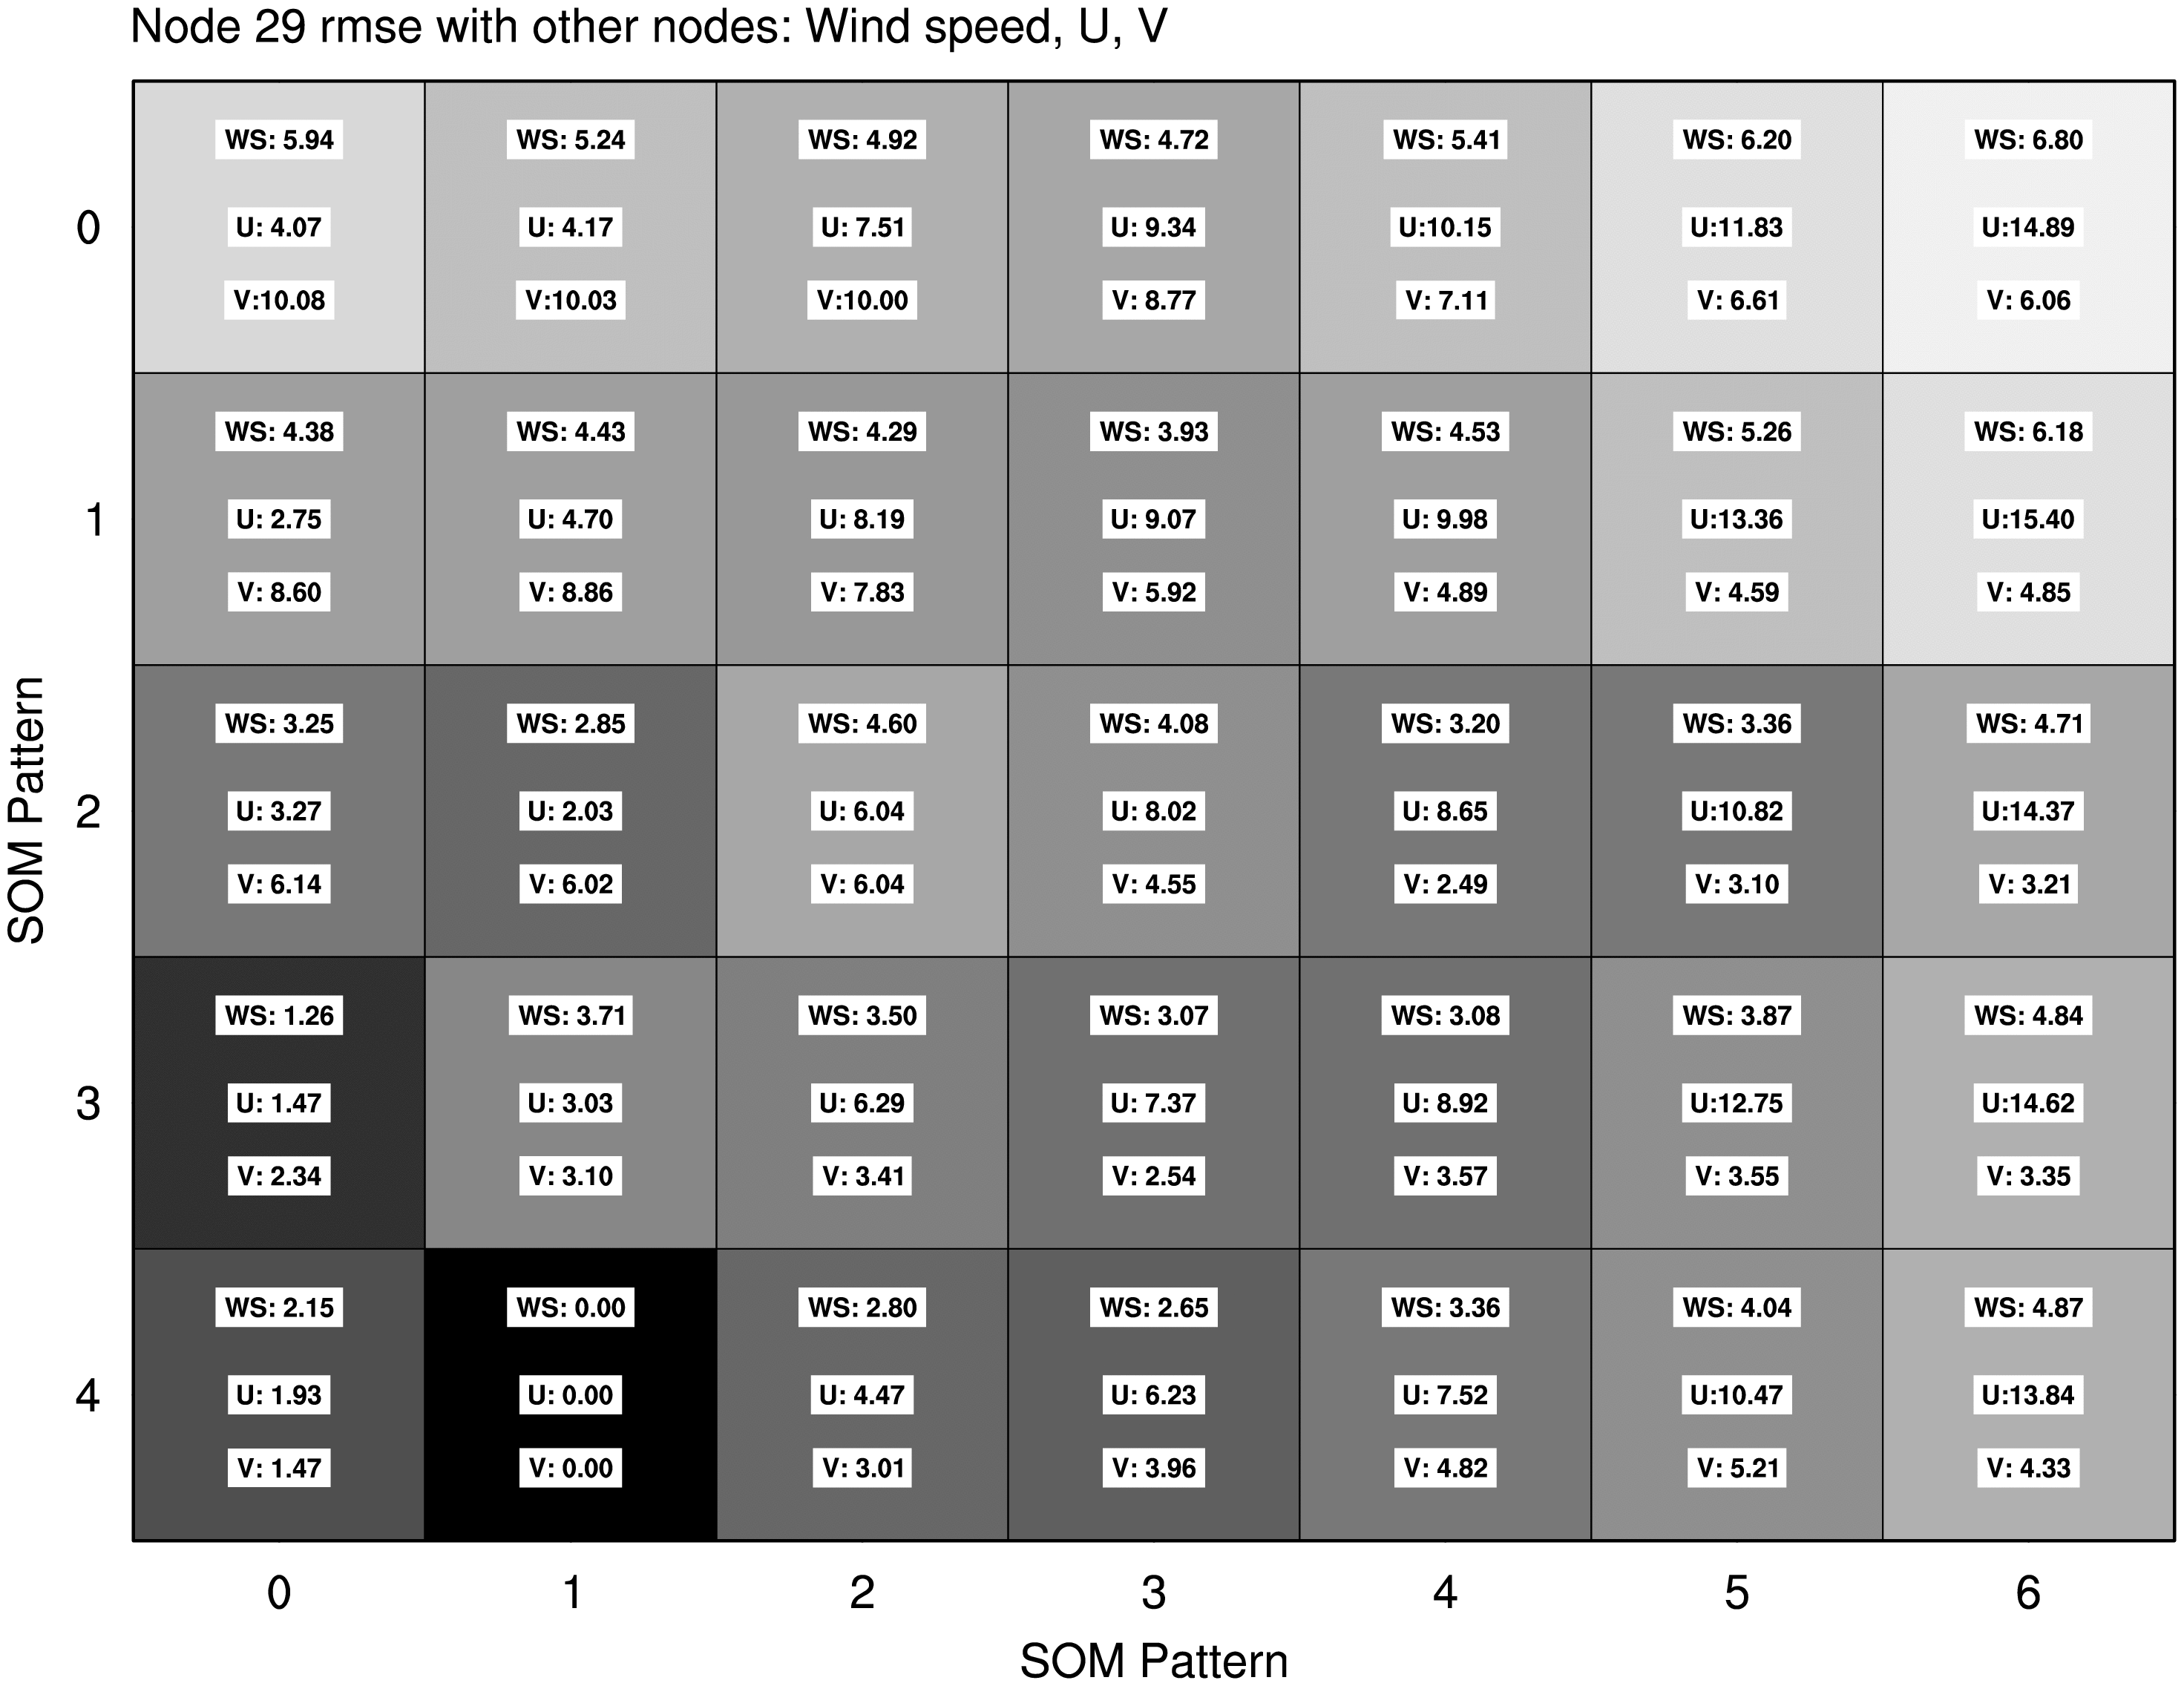 Node 29 rmse with other nodes: Wind speed, U, V
WS: 5.94 WS: 5.24 WS: 4.92 WS: 4.72 WS: 5.41 WS: 6.20 WS: 6.80
0 U: 4.07 U: 4.17 U: 7.51 U: 9.34 U:10.15 U:11.83 U:14.89
V:10.08 V:10.03 V:10.00 V: 8.77 V: 7.11 V: 6.61 V: 6.06
WS: 4.38 WS: 4.43 WS: 4.29 WS: 3.93 WS: 4.53 WS: 5.26 WS: 6.18
1 U: 2.75 U: 4.70 U: 8.19 U: 9.07 U: 9.98 U:13.36 U:15.40
V: 8.60 V: 8.86 V: 7.83 V: 5.92 V: 4.89 V: 4.59 V: 4.85
WS: 3.25 WS: 2.85 WS: 4.60 WS: 4.08 WS: 3.20 WS: 3.36 WS: 4.71
2 U: 3.27 U: 2.03 U: 6.04 U: 8.02 U: 8.65 U:10.82 U:14.37
V: 6.14 V: 6.02 V: 6.04 V: 4.55 V: 2.49 V: 3.10 V: 3.21
SOM Pattern
WS: 1.26 WS: 3.71 WS: 3.50 WS: 3.07 WS: 3.08 WS: 3.87 WS: 4.84
3 U: 1.47 U: 3.03 U: 6.29 U: 7.37 U: 8.92 U:12.75 U:14.62
V: 2.34 V: 3.10 V: 3.41 V: 2.54 V: 3.57 V: 3.55 V: 3.35
WS: 2.15 WS: 0.00 WS: 2.80 WS: 2.65 WS: 3.36 WS: 4.04 WS: 4.87
4 U: 1.93 U: 0.00 U: 4.47 U: 6.23 U: 7.52 U:10.47 U:13.84
V: 1.47 V: 0.00 V: 3.01 V: 3.96 V: 4.82 V: 5.21 V: 4.33
0 1 2 3 4 5 6
SOM Pattern